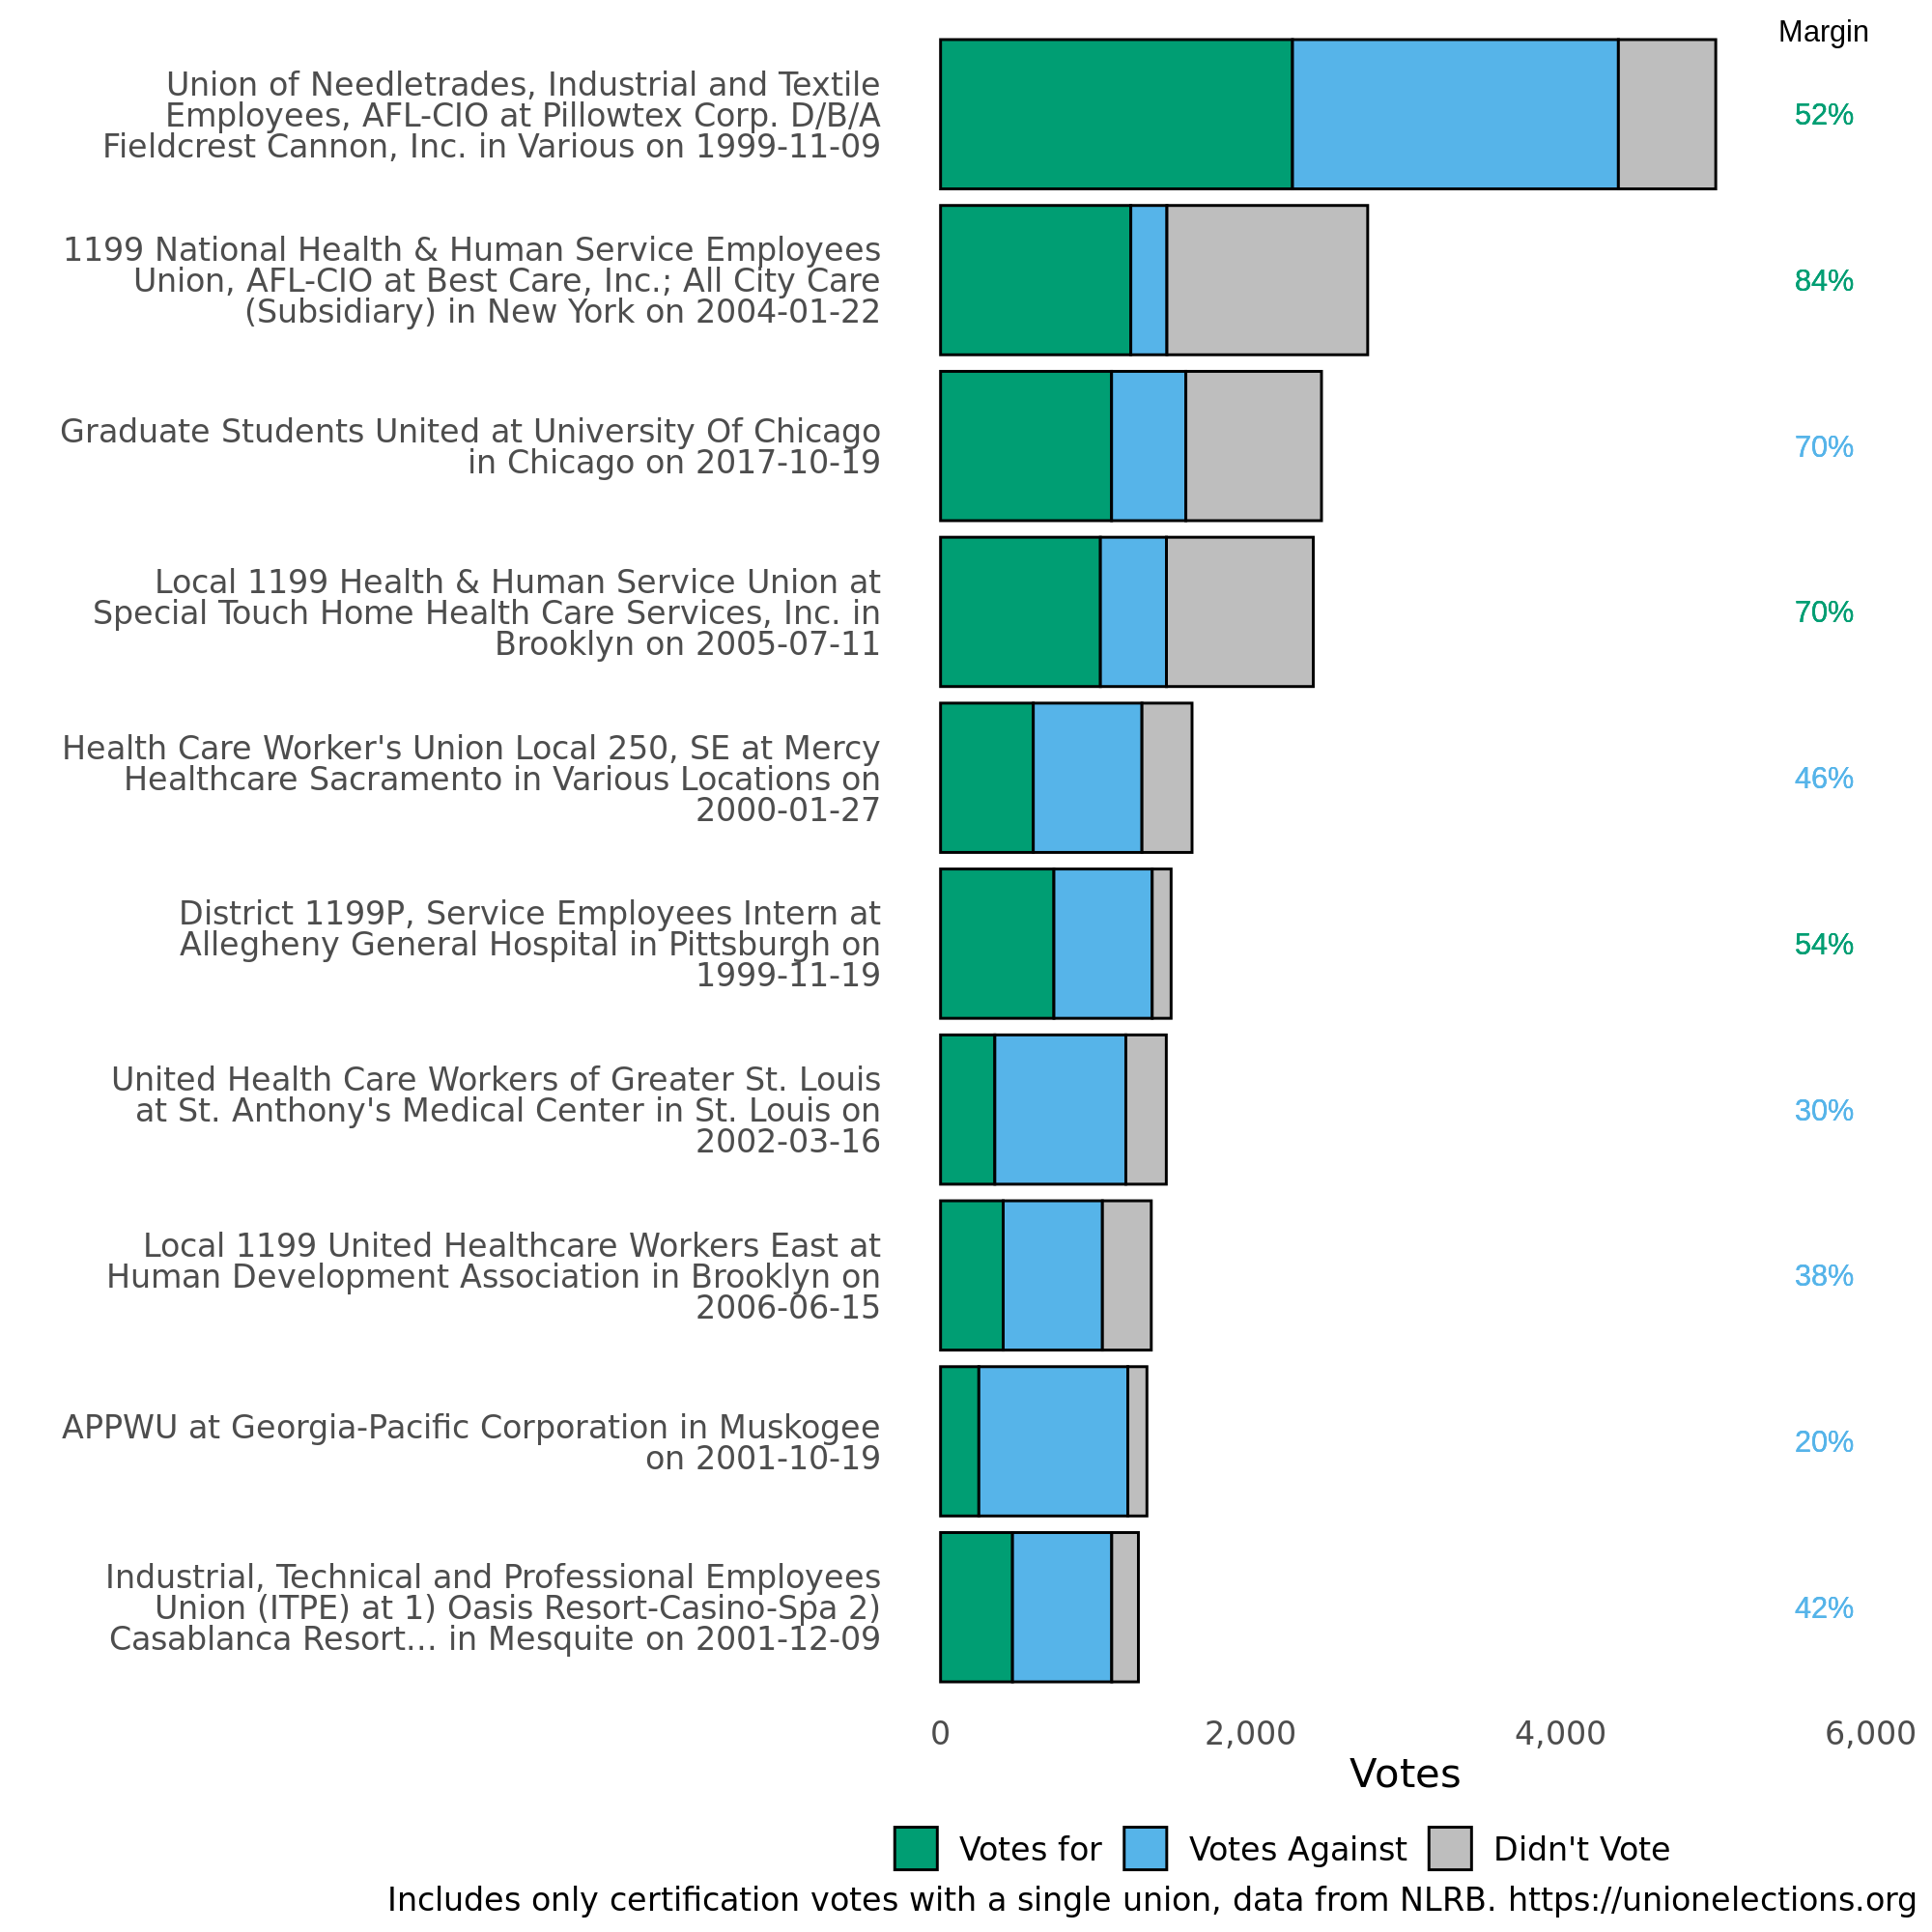 Margin
Union of Needletrades, Industrial and Textile
Employees, AFL-CIO at Pillowtex Corp. D/B/A
Fieldcrest Cannon, Inc. in Various on 1999-11-09
52%
1199 National Health & Human Service Employees
Union, AFL-CIO at Best Care, Inc.; All City Care
(Subsidiary) in New York on 2004-01-22
84%
Graduate Students United at University Of Chicago
in Chicago on 2017-10-19
70%
Local 1199 Health & Human Service Union at
Special Touch Home Health Care Services, Inc. in
Brooklyn on 2005-07-11
70%
Health Care Worker's Union Local 250, SE at Mercy
Healthcare Sacramento in Various Locations on
2000-01-27
46%
District 1199P, Service Employees Intern at
Allegheny General Hospital in Pittsburgh on
1999-11-19
54%
United Health Care Workers of Greater St. Louis
at St. Anthony's Medical Center in St. Louis on
2002-03-16
30%
Local 1199 United Healthcare Workers East at
Human Development Association in Brooklyn on
2006-06-15
38%
APPWU at Georgia-Pacific Corporation in Muskogee
on 2001-10-19
20%
Industrial, Technical and Professional Employees
Union (ITPE) at 1) Oasis Resort-Casino-Spa 2)
Casablanca Resort... in Mesquite on 2001-12-09
42%
0 2,000 4,000 6,000
Votes
Votes for Votes Against Didn't Vote
Includes only certification votes with a single union, data from NLRB. https://unionelections.org